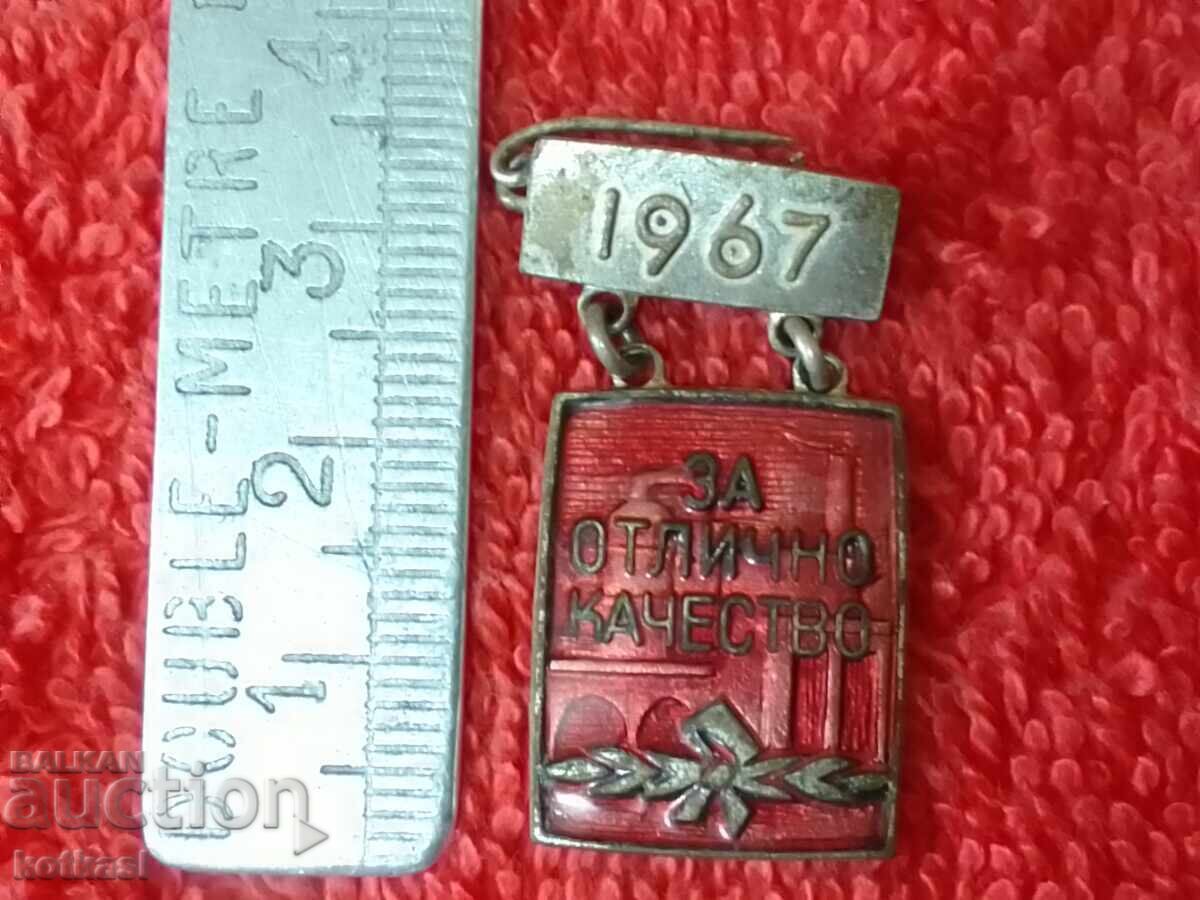 DOUBLE-METRE
1 2 3 4
1967
ЗА
ОТЛИЧНО
КАЧЕСТВО
BALKAN
auction
kotkasl